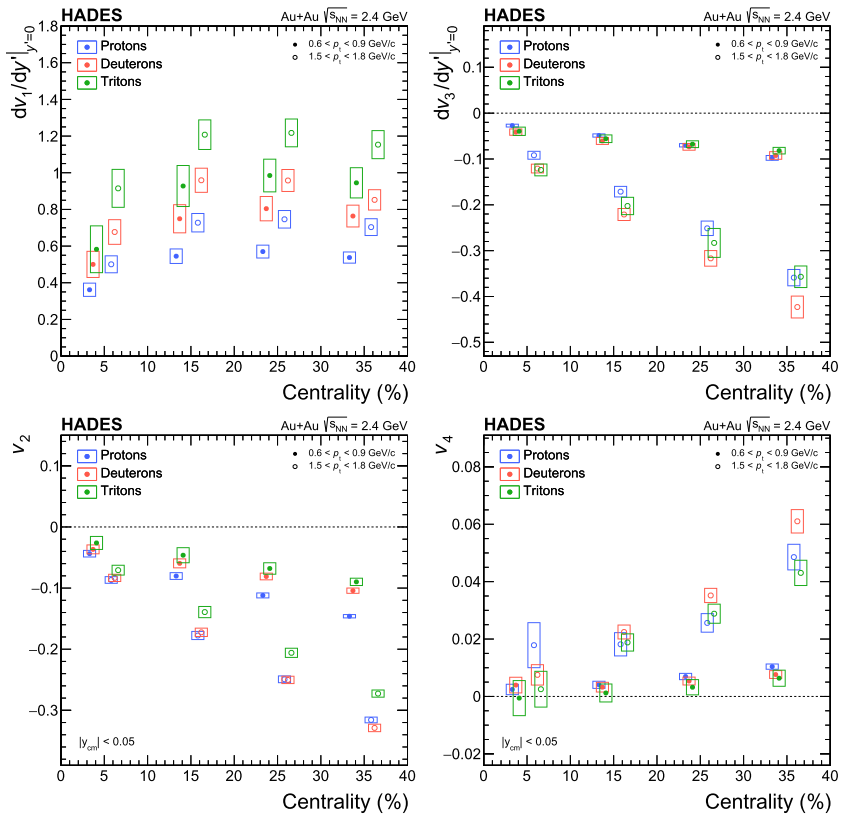 HADES Au+Au √s_NN = 2.4 GeV
dv₁/dy'|y'=0
1.8
1.6
1.4
1.2
1
0.8
0.6
0.4
0.2
0
Protons
Deuterons
Tritons
0.6 < pₜ < 0.9 GeV/c
1.5 < pₜ < 1.8 GeV/c
0 5 10 15 20 25 30 35 40
Centrality (%)
HADES Au+Au √s_NN = 2.4 GeV
dv₃/dy'|y'=0
0.1
0
−0.1
−0.2
−0.3
−0.4
−0.5
Protons
Deuterons
Tritons
0.6 < pₜ < 0.9 GeV/c
1.5 < pₜ < 1.8 GeV/c
0 5 10 15 20 25 30 35 40
Centrality (%)
HADES Au+Au √s_NN = 2.4 GeV
v₂
0.1
0
−0.1
−0.2
−0.3
Protons
Deuterons
Tritons
0.6 < pₜ < 0.9 GeV/c
1.5 < pₜ < 1.8 GeV/c
|y_cm| < 0.05
0 5 10 15 20 25 30 35 40
Centrality (%)
HADES Au+Au √s_NN = 2.4 GeV
v₄
0.08
0.06
0.04
0.02
0
−0.02
Protons
Deuterons
Tritons
0.6 < pₜ < 0.9 GeV/c
1.5 < pₜ < 1.8 GeV/c
|y_cm| < 0.05
0 5 10 15 20 25 30 35 40
Centrality (%)